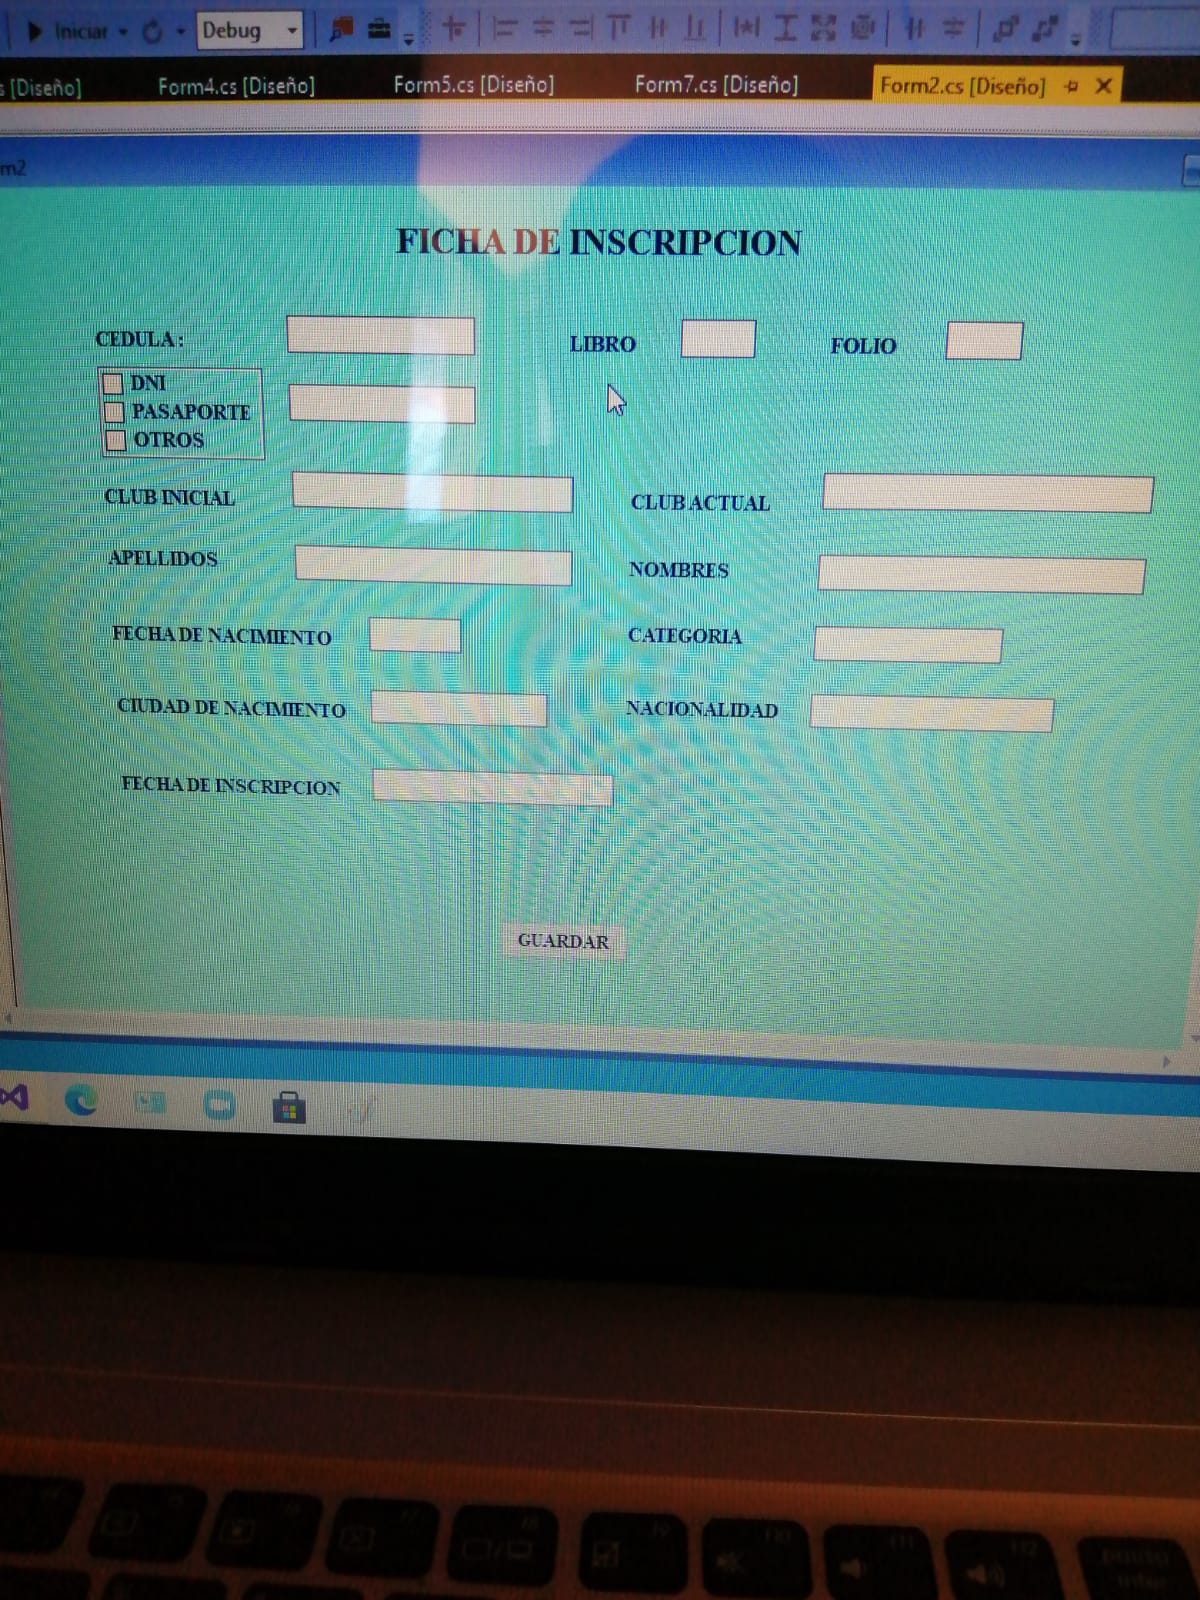 Iniciar Debug
s [Diseño] Form4.cs [Diseño] Form5.cs [Diseño] Form7.cs [Diseño] Form2.cs [Diseño]
m2
FICHA DE INSCRIPCION
CEDULA: LIBRO FOLIO
DNI
PASAPORTE
OTROS
CLUB INICIAL CLUB ACTUAL
APELLIDOS NOMBRES
FECHA DE NACIMIENTO CATEGORIA
CIUDAD DE NACIMIENTO NACIONALIDAD
FECHA DE INSCRIPCION
GUARDAR